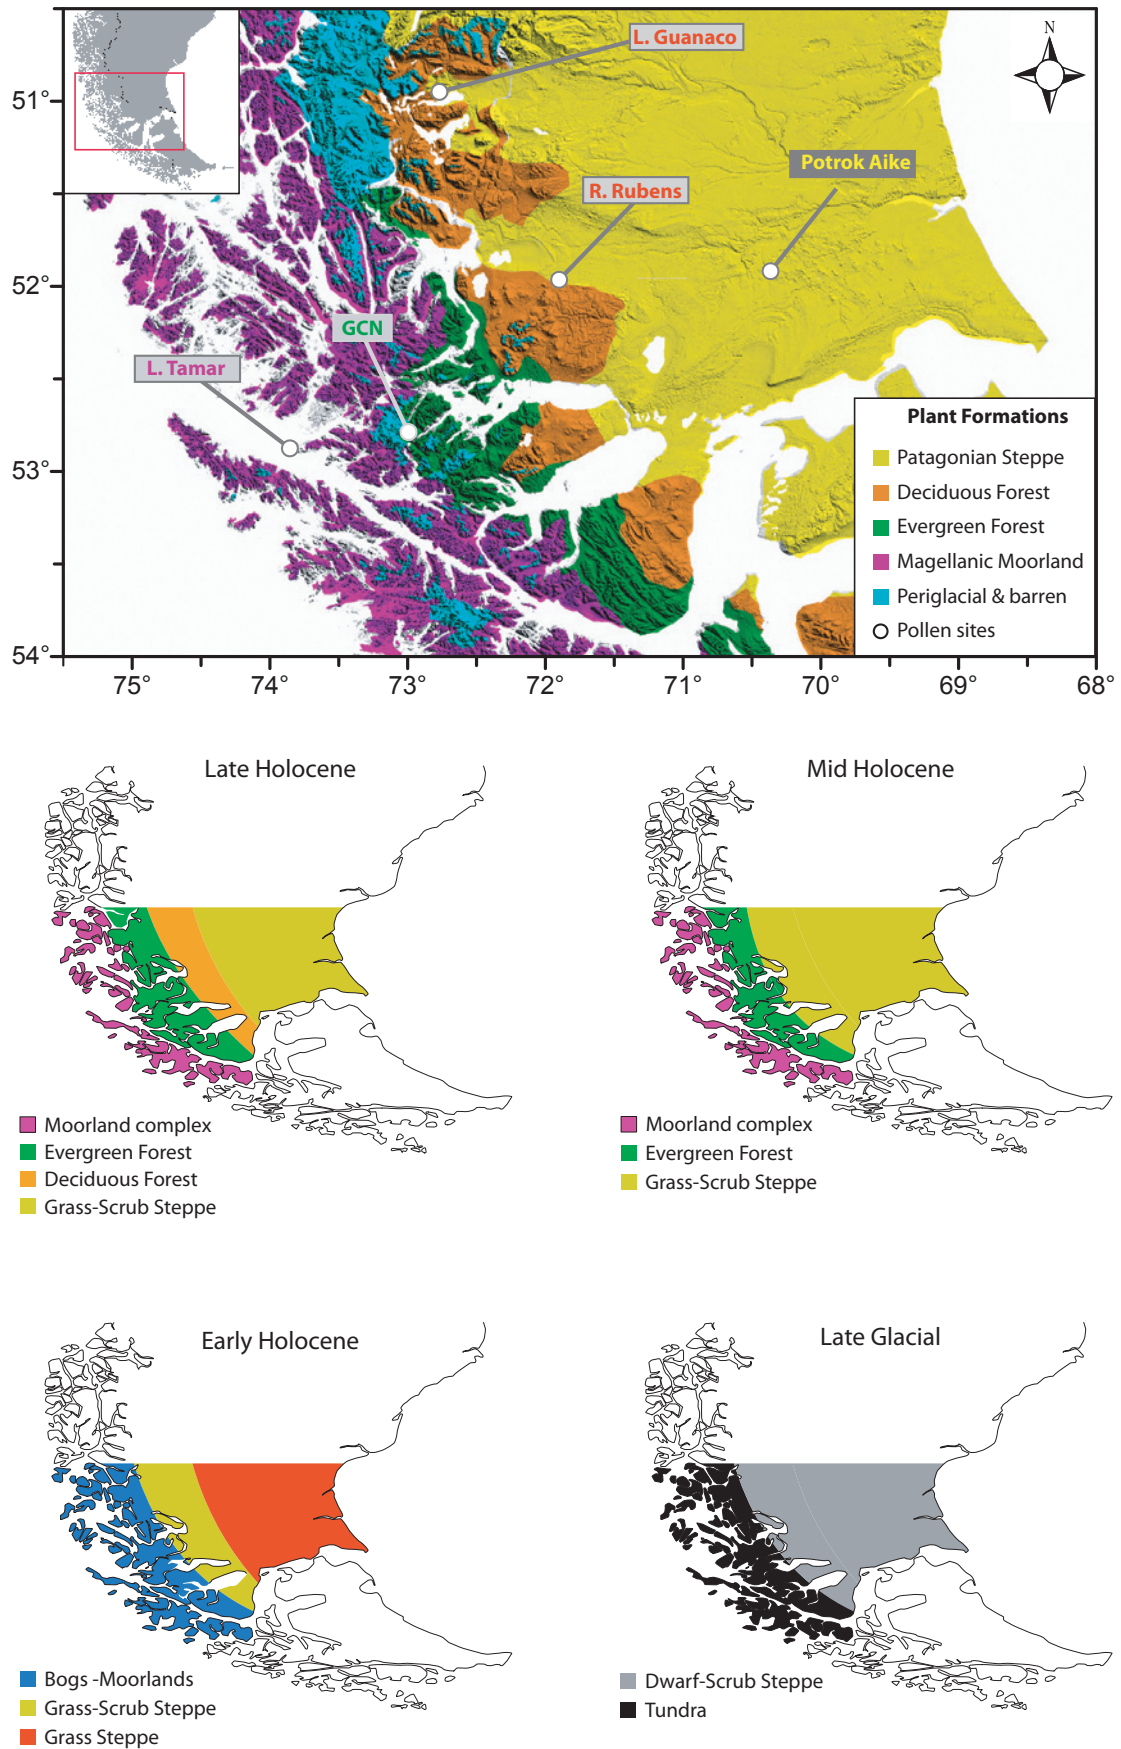 N
L. Guanaco
51°
Potrok Aike
R. Rubens
52°
GCN
L. Tamar
Plant Formations
Patagonian Steppe
53°
Deciduous Forest
Evergreen Forest
Magellanic Moorland
Periglacial & barren
Pollen sites
54°
75° 74° 73° 72° 71° 70° 69° 68°
Late Holocene
Moorland complex
Evergreen Forest
Deciduous Forest
Grass-Scrub Steppe
Mid Holocene
Moorland complex
Evergreen Forest
Grass-Scrub Steppe
Early Holocene
Bogs -Moorlands
Grass-Scrub Steppe
Grass Steppe
Late Glacial
Dwarf-Scrub Steppe
Tundra